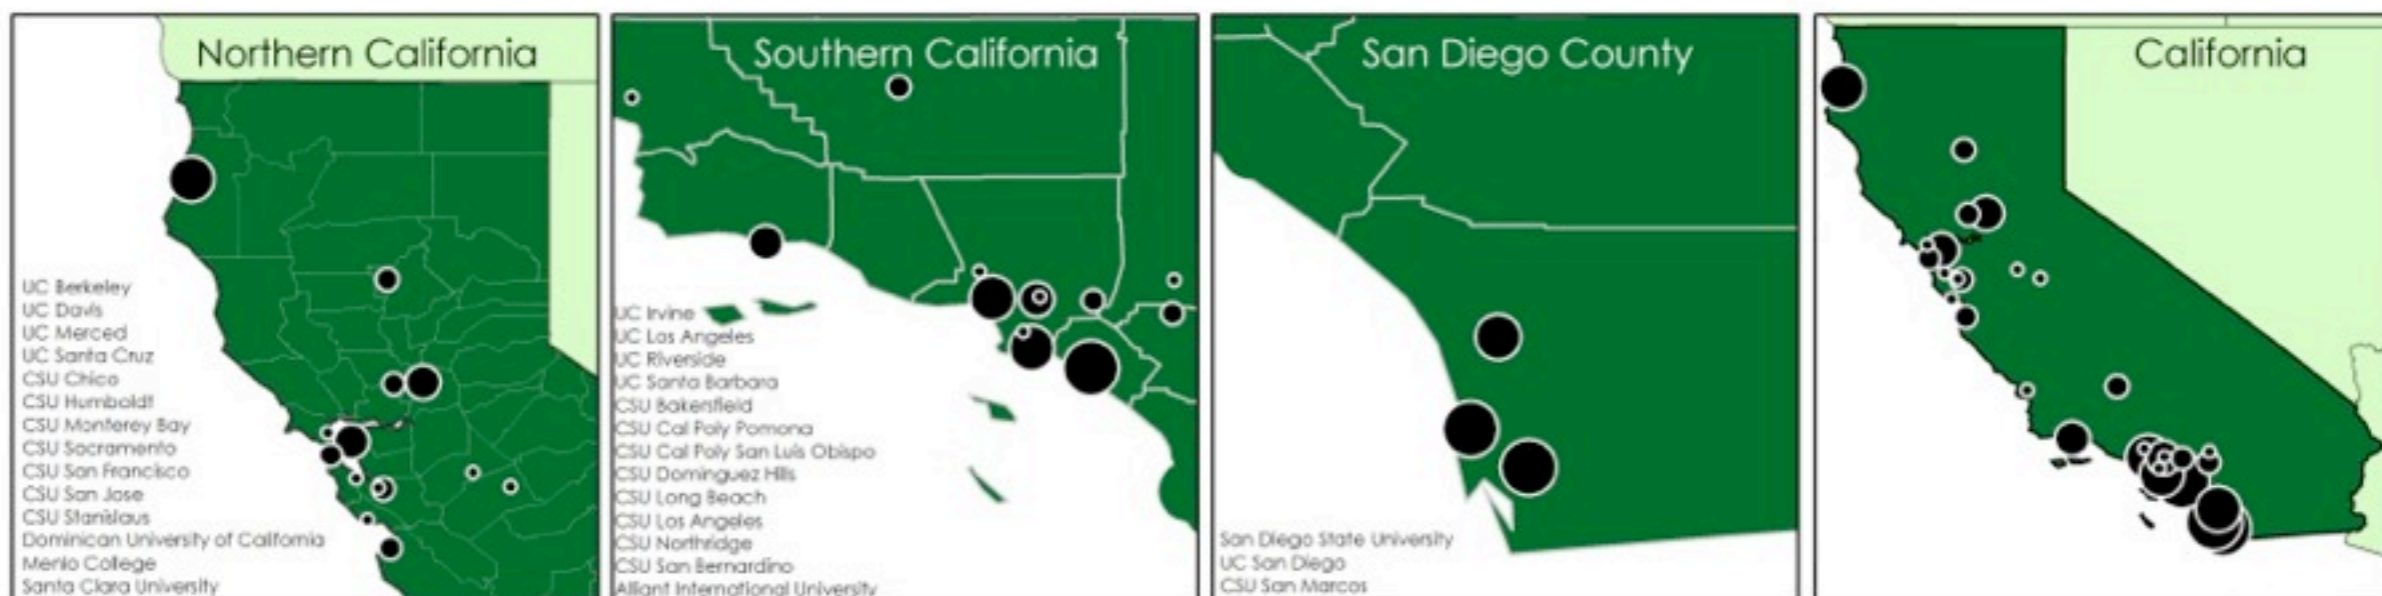 Northern California
UC Berkeley
UC Davis
UC Merced
UC Santa Cruz
CSU Chico
CSU Humboldt
CSU Monterey Bay
CSU Sacramento
CSU San Francisco
CSU San Jose
CSU Stanislaus
Dominican University of California
Menlo College
Santa Clara University
Southern California
UC Irvine
UC Los Angeles
UC Riverside
UC Santa Barbara
CSU Bakersfield
CSU Cal Poly Pomona
CSU Cal Poly San Luis Obispo
CSU Dominguez Hills
CSU Long Beach
CSU Los Angeles
CSU Northridge
CSU San Bernardino
Alliant International University
San Diego County
San Diego State University
UC San Diego
CSU San Marcos
California